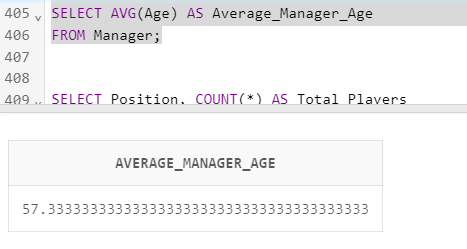 405 SELECT AVG(Age) AS Average_Manager_Age
406 FROM Manager;
407
408
409 SELECT Position, COUNT(*) AS Total Players
AVERAGE_MANAGER_AGE
57.33333333333333333333333333333333333333